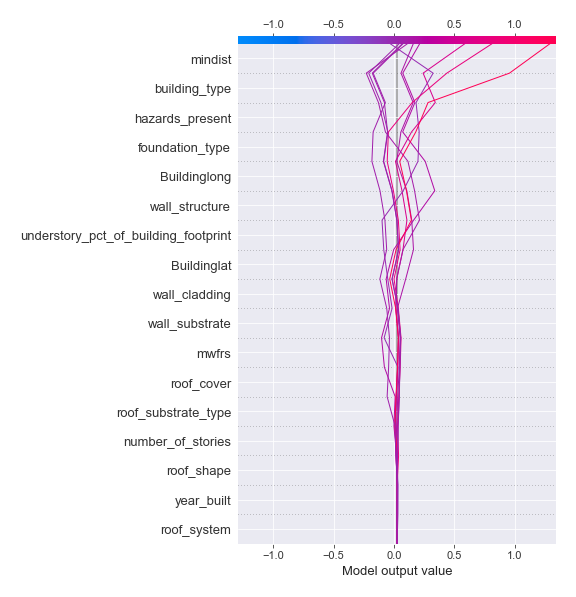 −1.0 −0.5 0.0 0.5 1.0
mindist
building_type
hazards_present
foundation_type
Buildinglong
wall_structure
understory_pct_of_building_footprint
Buildinglat
wall_cladding
wall_substrate
mwfrs
roof_cover
roof_substrate_type
number_of_stories
roof_shape
year_built
roof_system
−1.0 −0.5 0.0 0.5 1.0
Model output value